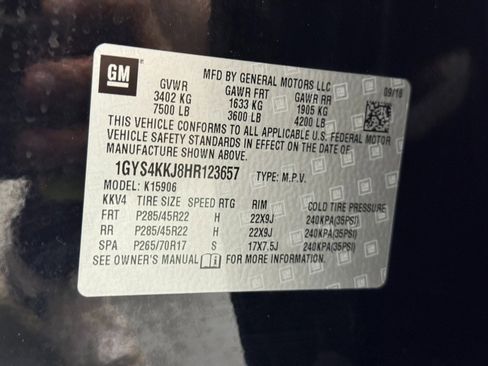 GM
MFD BY GENERAL MOTORS LLC
09/16
GVWR GAWR FRT GAWR RR
3402 KG 1633 KG 1905 KG
7500 LB 3600 LB 4200 LB
THIS VEHICLE CONFORMS TO ALL APPLICABLE U.S. FEDERAL MOTOR
VEHICLE SAFETY STANDARDS IN EFFECT ON THE DATE OF
MANUFACTURE SHOWN ABOVE.
1GYS4KKJ8HR123657 TYPE: M.P.V.
MODEL: K15906
KKV4 TIRE SIZE SPEED RTG RIM COLD TIRE PRESSURE
FRT P285/45R22 H 22X9J 240KPA(35PSI)
RR P285/45R22 H 22X9J 240KPA(35PSI)
SPA P265/70R17 S 17X7.5J 240KPA(35PSI)
SEE OWNER'S MANUAL FOR MORE INFORMATION.